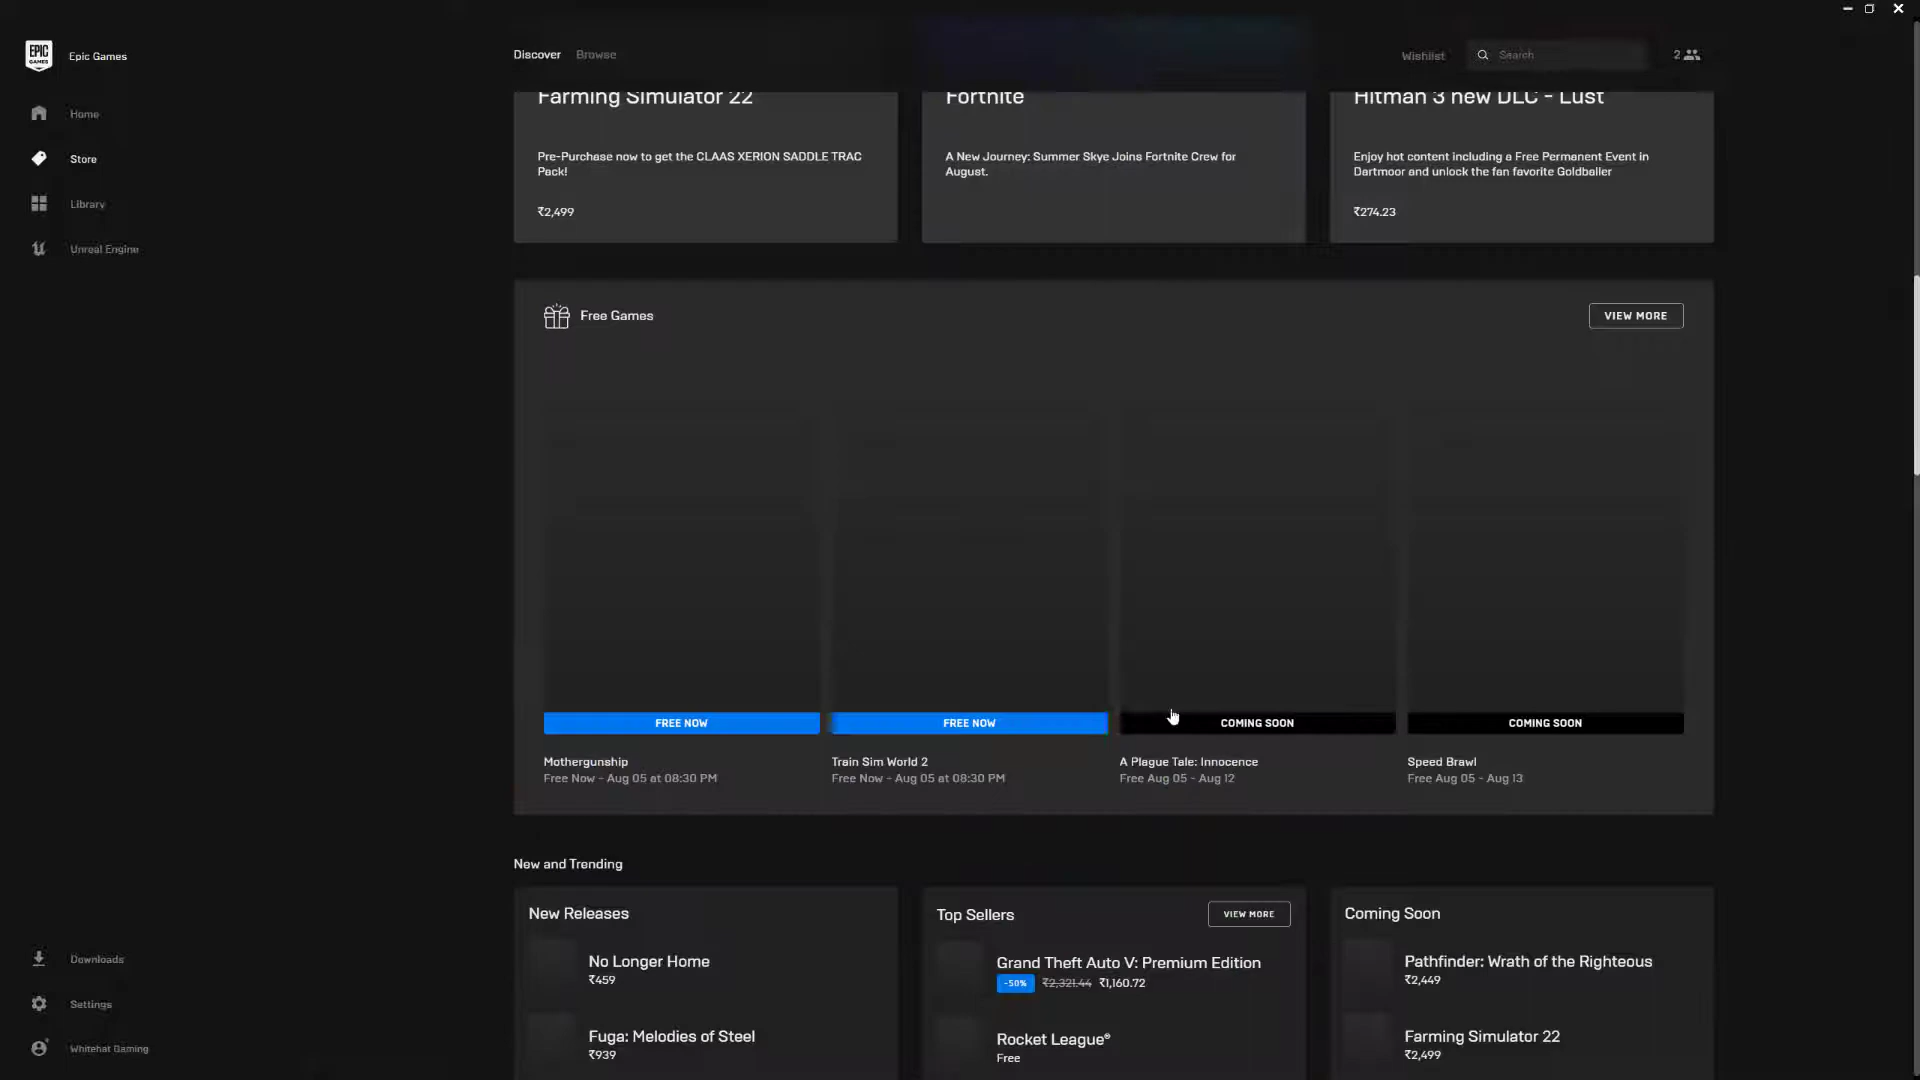 EPIC GAMES
Epic Games
Home
Store
Library
Unreal Engine
Downloads
Settings
Whitehat Gaming
Discover
Browse
Wishlist
Search
2
Farming Simulator 22
Pre-Purchase now to get the CLAAS XERION SADDLE TRAC
Pack!
₹2,499
Fortnite
A New Journey: Summer Skye Joins Fortnite Crew for
August.
Hitman 3 new DLC - Lust
Enjoy hot content including a Free Permanent Event in
Dartmoor and unlock the fan favorite Goldballer
₹274.23
Free Games
VIEW MORE
FREE NOW
Mothergunship
Free Now - Aug 05 at 08:30 PM
FREE NOW
Train Sim World 2
Free Now - Aug 05 at 08:30 PM
COMING SOON
A Plague Tale: Innocence
Free Aug 05 - Aug 12
COMING SOON
Speed Brawl
Free Aug 05 - Aug 13
New and Trending
New Releases
No Longer Home
₹459
Fuga: Melodies of Steel
₹939
Top Sellers
VIEW MORE
Grand Theft Auto V: Premium Edition
-50% ₹2,321.44 ₹1,160.72
Rocket League®
Free
Coming Soon
Pathfinder: Wrath of the Righteous
₹2,449
Farming Simulator 22
₹2,499